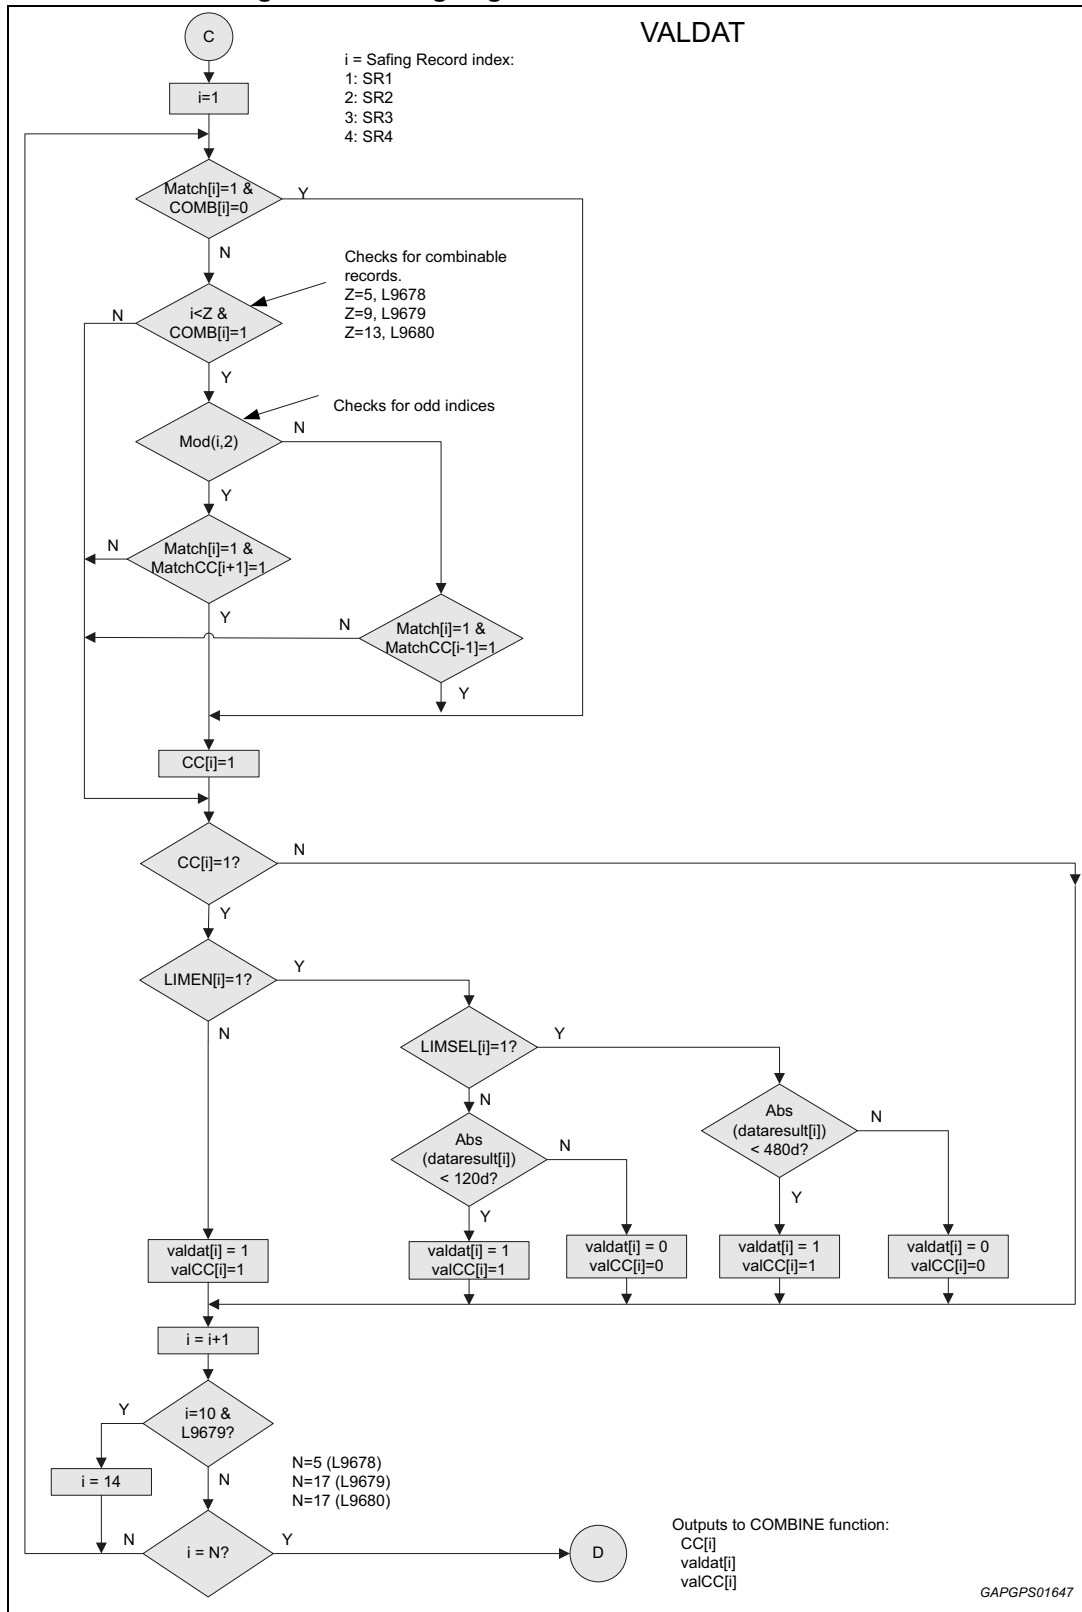 VALDAT
C
i = Safing Record index:
1: SR1
2: SR2
3: SR3
4: SR4
i=1
Match[i]=1 &
COMB[i]=0
Y
N
Checks for combinable
records.
Z=5, L9678
Z=9, L9679
Z=13, L9680
i<Z &
COMB[i]=1
N
Y
Checks for odd indices
Mod(i,2)
N
Y
Match[i]=1 &
MatchCC[i+1]=1
N
Y
Match[i]=1 &
MatchCC[i-1]=1
N
Y
CC[i]=1
CC[i]=1?
N
Y
LIMEN[i]=1?
Y
N
LIMSEL[i]=1?
Y
N
Abs
(dataresult[i])
< 120d?
N
Y
Abs
(dataresult[i])
< 480d?
N
Y
valdat[i] = 1
valCC[i]=1
valdat[i] = 1
valCC[i]=1
valdat[i] = 0
valCC[i]=0
valdat[i] = 1
valCC[i]=1
valdat[i] = 0
valCC[i]=0
i = i+1
i=10 &
L9679?
Y
N
i = 14
N=5 (L9678)
N=17 (L9679)
N=17 (L9680)
i = N?
N
Y
D
Outputs to COMBINE function:
CC[i]
valdat[i]
valCC[i]
GAPGPS01647